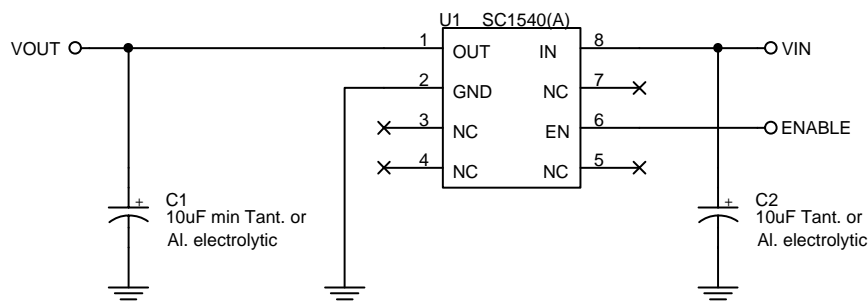 U1 SC1540(A)
VOUT 1 OUT IN 8 VIN
2 GND NC 7
3 NC EN 6 ENABLE
4 NC NC 5
+ C1
10uF min Tant. or
Al. electrolytic
+ C2
10uF Tant. or
Al. electrolytic